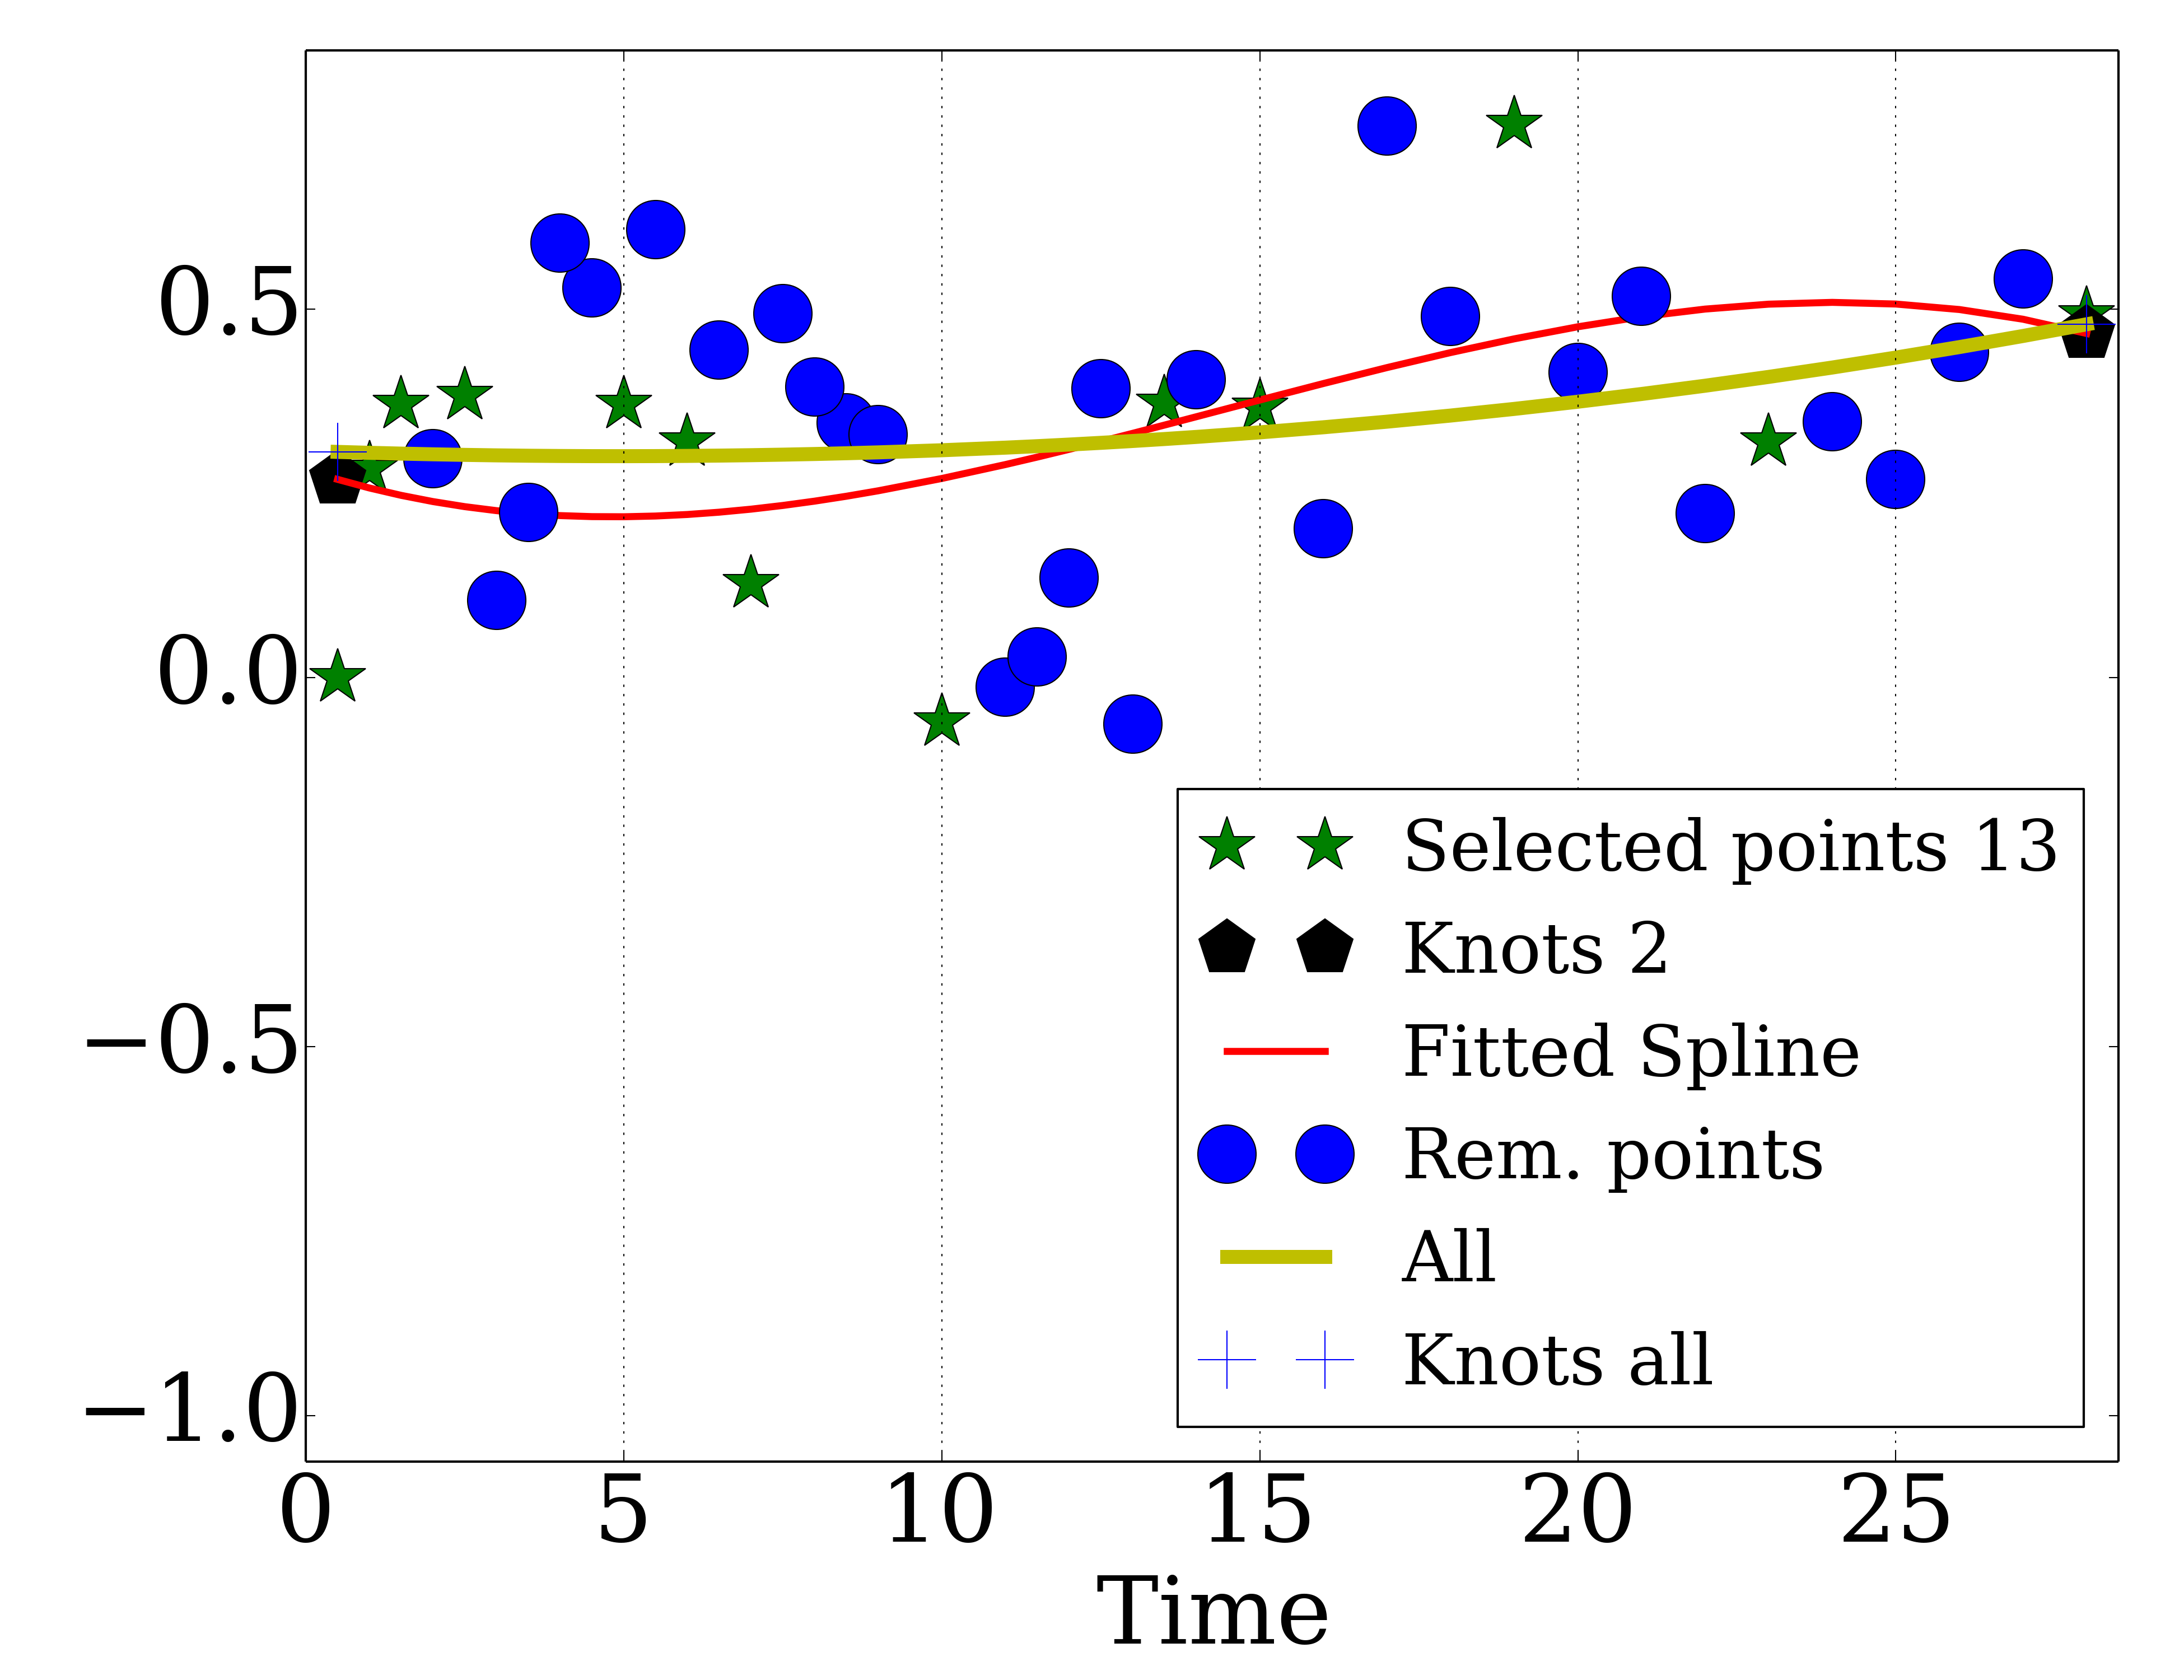 0.5
0.0
−0.5
−1.0
0 5 10 15 20 25
Time
Selected points 13
Knots 2
Fitted Spline
Rem. points
All
Knots all